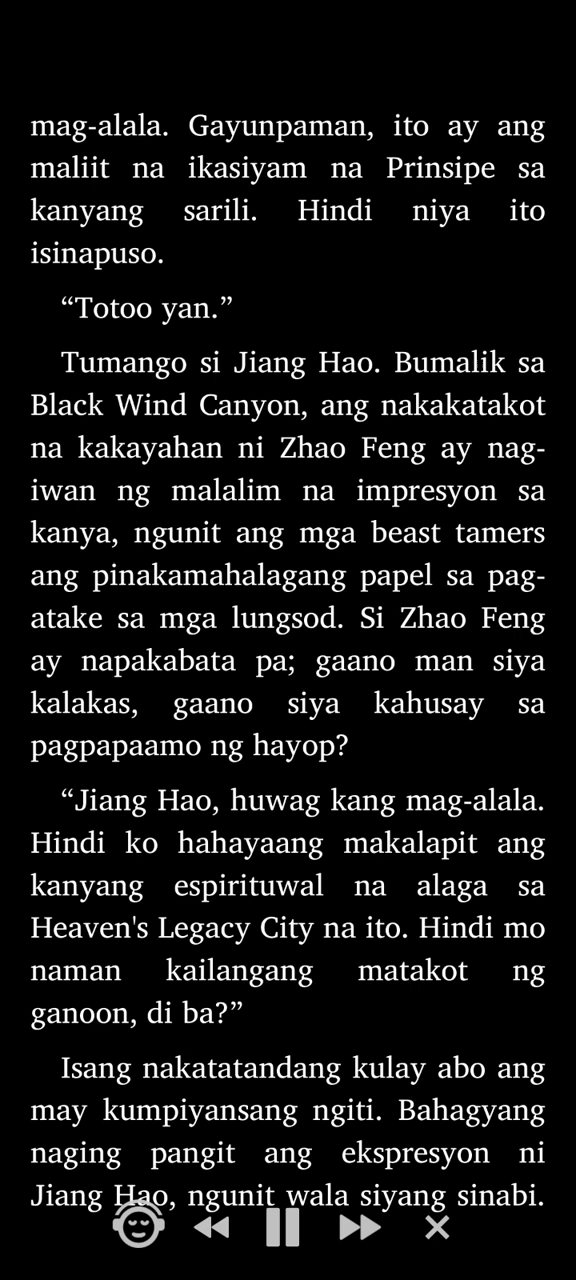 mag-alala. Gayunpaman, ito ay ang
maliit na ikasiyam na Prinsipe sa
kanyang sarili. Hindi niya ito
isinapuso.
“Totoo yan.”
Tumango si Jiang Hao. Bumalik sa
Black Wind Canyon, ang nakakatakot
na kakayahan ni Zhao Feng ay nag-
iwan ng malalim na impresyon sa
kanya, ngunit ang mga beast tamers
ang pinakamahalagang papel sa pag-
atake sa mga lungsod. Si Zhao Feng
ay napakabata pa; gaano man siya
kalakas, gaano siya kahusay sa
pagpapaamo ng hayop?
“Jiang Hao, huwag kang mag-alala.
Hindi ko hahayaang makalapit ang
kanyang espirituwal na alaga sa
Heaven's Legacy City na ito. Hindi mo
naman kailangang matakot ng
ganoon, di ba?”
Isang nakatatandang kulay abo ang
may kumpiyansang ngiti. Bahagyang
naging pangit ang ekspresyon ni
Jiang Hao, ngunit wala siyang sinabi.